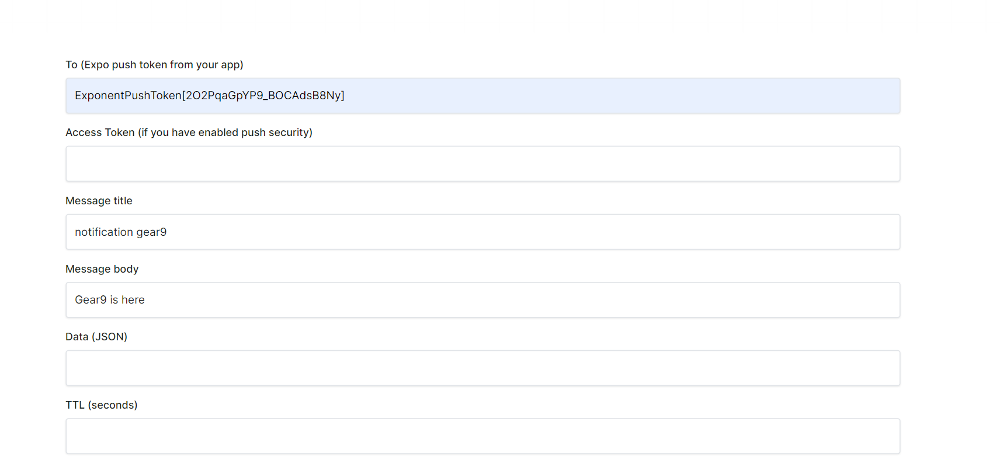 To (Expo push token from your app)
ExponentPushToken[2O2PqaGpYP9_BOCAdsB8Ny]
Access Token (if you have enabled push security)
Message title
notification gear9
Message body
Gear9 is here
Data (JSON)
TTL (seconds)